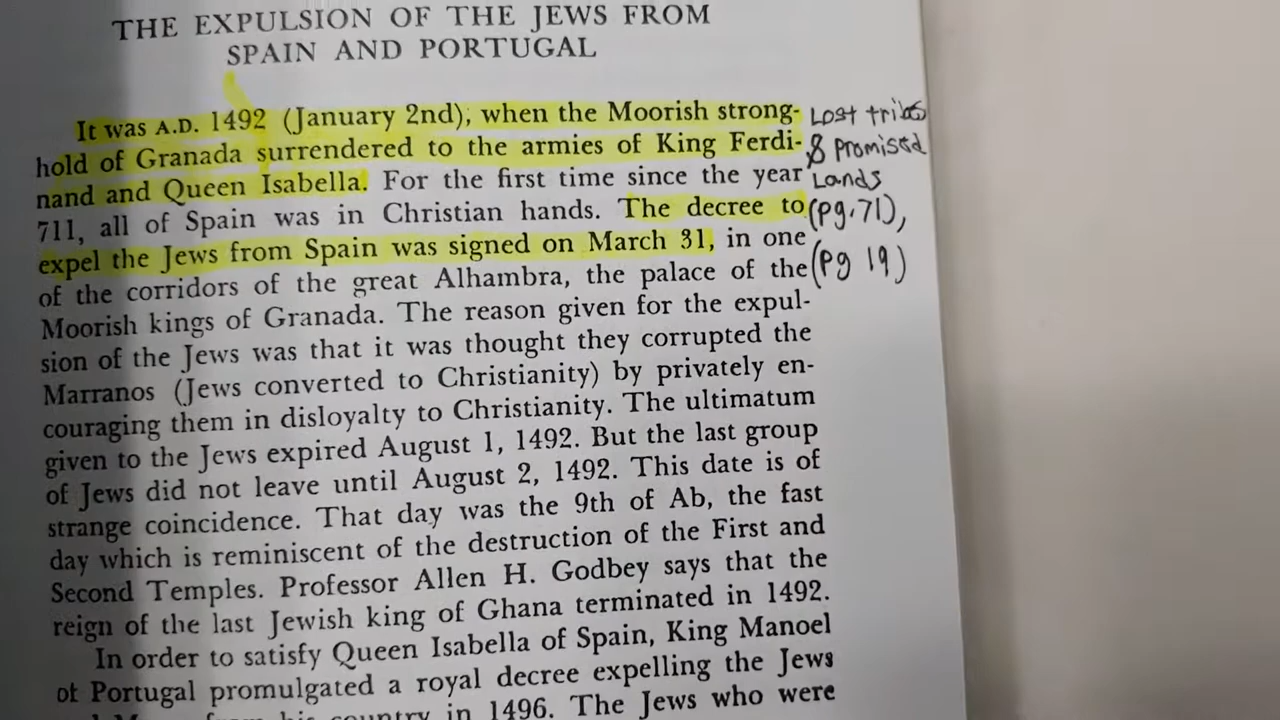 THE EXPULSION OF THE JEWS FROM
SPAIN AND PORTUGAL
It was A.D. 1492 (January 2nd); when the Moorish strong-
hold of Granada surrendered to the armies of King Ferdi-
nand and Queen Isabella. For the first time since the year
711, all of Spain was in Christian hands. The decree to
expel the Jews from Spain was signed on March 31, in one
of the corridors of the great Alhambra, the palace of the
Moorish kings of Granada. The reason given for the expul-
sion of the Jews was that it was thought they corrupted the
Marranos (Jews converted to Christianity) by privately en-
couraging them in disloyalty to Christianity. The ultimatum
given to the Jews expired August 1, 1492. But the last group
of Jews did not leave until August 2, 1492. This date is of
strange coincidence. That day was the 9th of Ab, the fast
day which is reminiscent of the destruction of the First and
Second Temples. Professor Allen H. Godbey says that the
reign of the last Jewish king of Ghana terminated in 1492.
In order to satisfy Queen Isabella of Spain, King Manoel
of Portugal promulgated a royal decree expelling the Jews
from his country in 1496. The Jews who were
Lost tribes
& promised
Lands
(pg.71),
(pg 19)